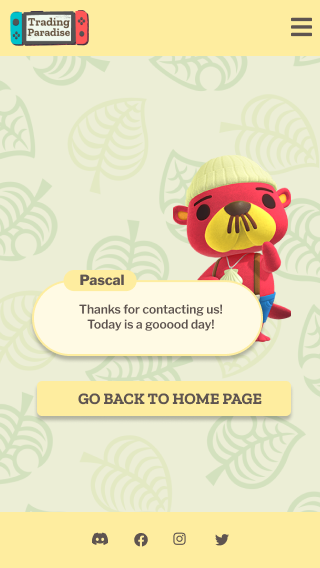 Trading
Paradise
Pascal
Thanks for contacting us!
Today is a gooood day!
GO BACK TO HOME PAGE